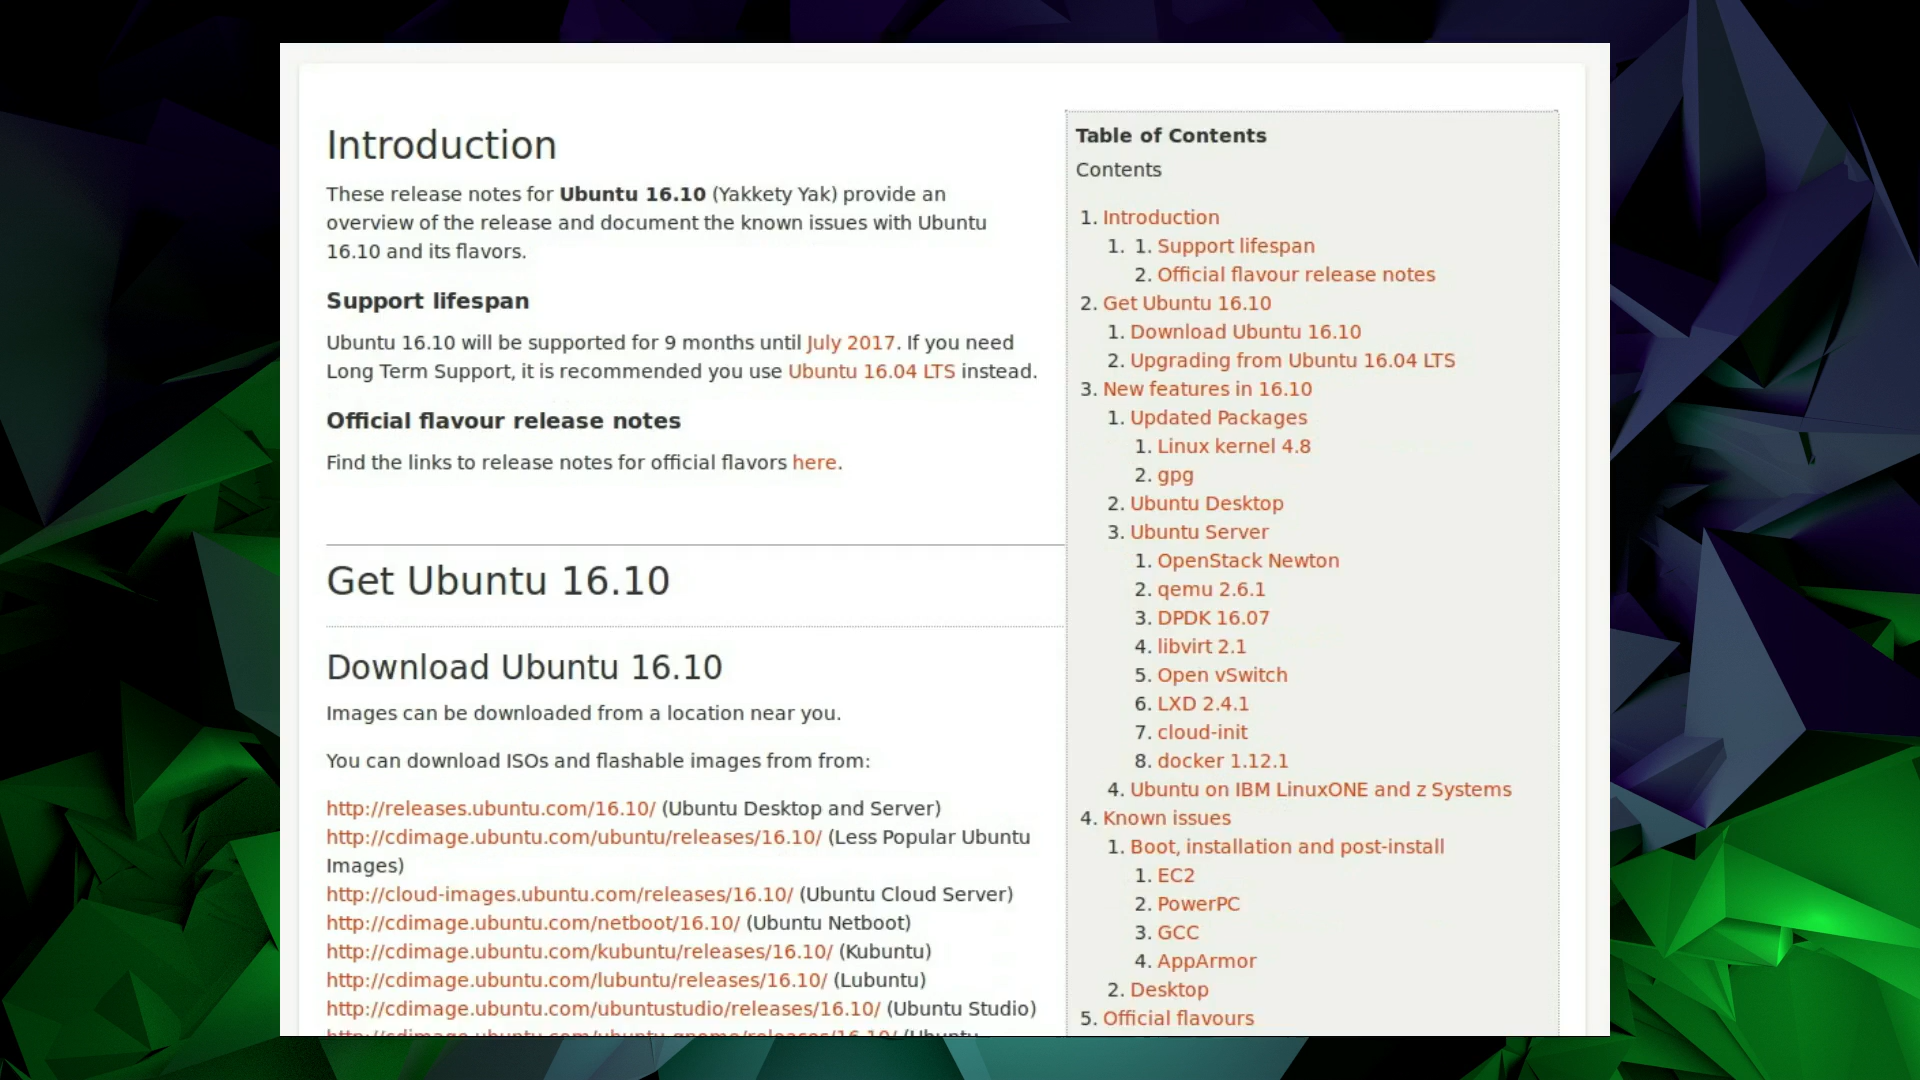 Introduction
These release notes for Ubuntu 16.10 (Yakkety Yak) provide an
overview of the release and document the known issues with Ubuntu
16.10 and its flavors.
Support lifespan
Ubuntu 16.10 will be supported for 9 months until July 2017. If you need
Long Term Support, it is recommended you use Ubuntu 16.04 LTS instead.
Official flavour release notes
Find the links to release notes for official flavors here.
Get Ubuntu 16.10
Download Ubuntu 16.10
Images can be downloaded from a location near you.
You can download ISOs and flashable images from from:
http://releases.ubuntu.com/16.10/ (Ubuntu Desktop and Server)
http://cdimage.ubuntu.com/ubuntu/releases/16.10/ (Less Popular Ubuntu
Images)
http://cloud-images.ubuntu.com/releases/16.10/ (Ubuntu Cloud Server)
http://cdimage.ubuntu.com/netboot/16.10/ (Ubuntu Netboot)
http://cdimage.ubuntu.com/kubuntu/releases/16.10/ (Kubuntu)
http://cdimage.ubuntu.com/lubuntu/releases/16.10/ (Lubuntu)
http://cdimage.ubuntu.com/ubuntustudio/releases/16.10/ (Ubuntu Studio)
http://cdimage.ubuntu.com/ubuntu-gnome/releases/16.10/ (Ubuntu
Table of Contents
Contents
1. Introduction
1. 1. Support lifespan
2. Official flavour release notes
2. Get Ubuntu 16.10
1. Download Ubuntu 16.10
2. Upgrading from Ubuntu 16.04 LTS
3. New features in 16.10
1. Updated Packages
1. Linux kernel 4.8
2. gpg
2. Ubuntu Desktop
3. Ubuntu Server
1. OpenStack Newton
2. qemu 2.6.1
3. DPDK 16.07
4. libvirt 2.1
5. Open vSwitch
6. LXD 2.4.1
7. cloud-init
8. docker 1.12.1
4. Ubuntu on IBM LinuxONE and z Systems
4. Known issues
1. Boot, installation and post-install
1. EC2
2. PowerPC
3. GCC
4. AppArmor
2. Desktop
5. Official flavours